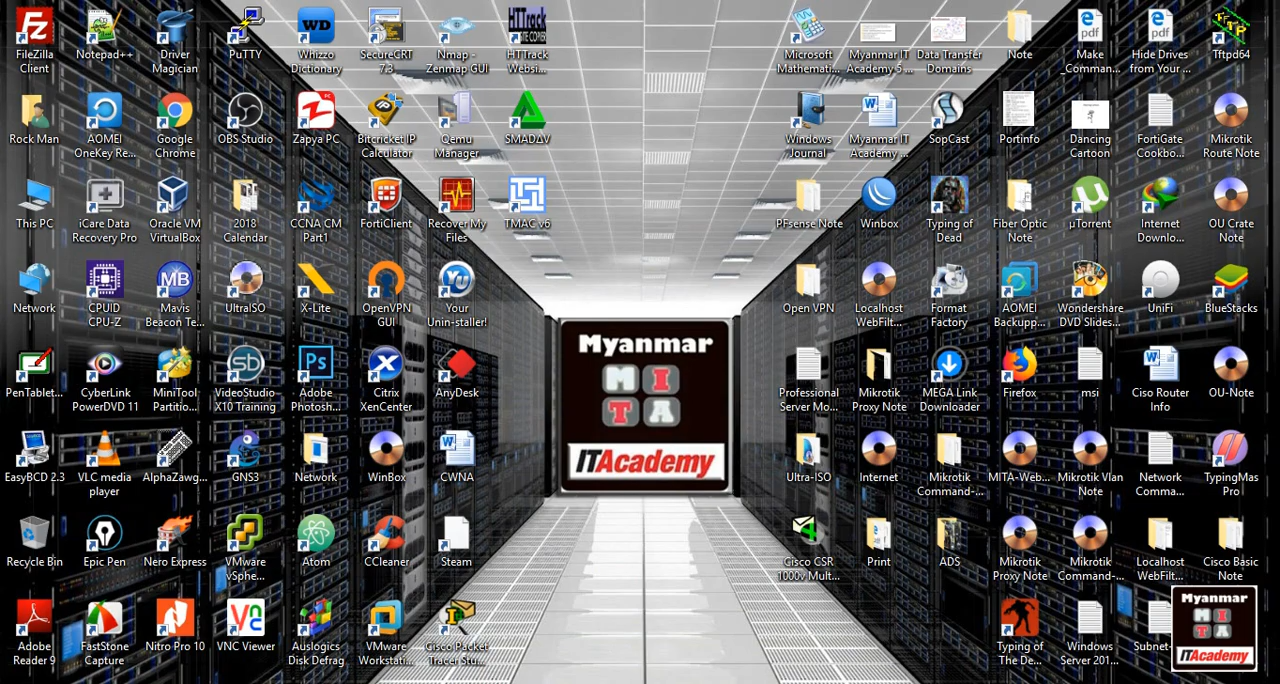 FileZilla
Client
Notepad++
Driver
Magician
PuTTY
WD
Whizzo
Dictionary
SecureCRT
7.3
Nmap -
Zenmap GUI
HTTrack
HTTrack
Websi...
Microsoft
Mathemati...
Myanmar IT
Academy 5...
Data Transfer
Domains
Note
pdf
Make
_Comman...
pdf
Hide Drives
from Your ...
Tftpd64
Rock Man
AOMEI
OneKey Re...
Google
Chrome
OBS Studio
Zapya PC
IP
Bitcricket IP
Calculator
Qemu
Manager
SMADΔV
Windows
Journal
Myanmar IT
Academy ...
SopCast
Portinfo
Dancing
Cartoon
FortiGate
Cookbo...
Mikrotik
Route Note
This PC
iCare Data
Recovery Pro
Oracle VM
VirtualBox
2018
Calendar
CCNA CM
Part1
FortiClient
Recover My
Files
TMAC v6
PFsense Note
Winbox
Typing of
Dead
Fiber Optic
Note
µTorrent
Internet
Downlo...
OU Crate
Note
Network
CPUID
CPU-Z
MB
Mavis
Beacon Te...
UltraISO
X-Lite
OpenVPN
GUI
YU
Your
Unin-staller!
Open VPN
Localhost
WebFilt...
Format
Factory
AOMEI
Backupp...
Wondershare
DVD Slides...
UniFi
BlueStacks
PenTablet...
CyberLink
PowerDVD 11
MiniTool
Partitio...
VideoStudio
X10 Training
Ps
Adobe
Photosh...
X
Citrix
XenCenter
AnyDesk
Myanmar
M I
T A
ITAcademy
Professional
Server Mo...
Mikrotik
Proxy Note
MEGA Link
Downloader
Firefox
msi
Ciso Router
Info
OU-Note
EasyBCD 2.3
VLC media
player
AlphaZawg...
GNS3
Network
WinBox
CWNA
Ultra-ISO
Internet
Mikrotik
Command-...
MITA-Web...
Mikrotik Vlan
Note
Network
Comma...
TypingMas
Pro
Recycle Bin
Epic Pen
Nero Express
VMware
vSphe...
Atom
CCleaner
Steam
Cisco CSR
1000v Mult...
Print
ADS
Mikrotik
Proxy Note
Mikrotik
Command-...
Localhost
WebFilt...
Cisco Basic
Note
Adobe
Reader 9
FastStone
Capture
Nitro Pro 10
VNC Viewer
Auslogics
Disk Defrag
VMware
Workstati...
Cisco Packet
Tracer Stu...
Typing of
The De...
Windows
Server 201...
Subnet-
Myanmar
M I
T A
ITAcademy